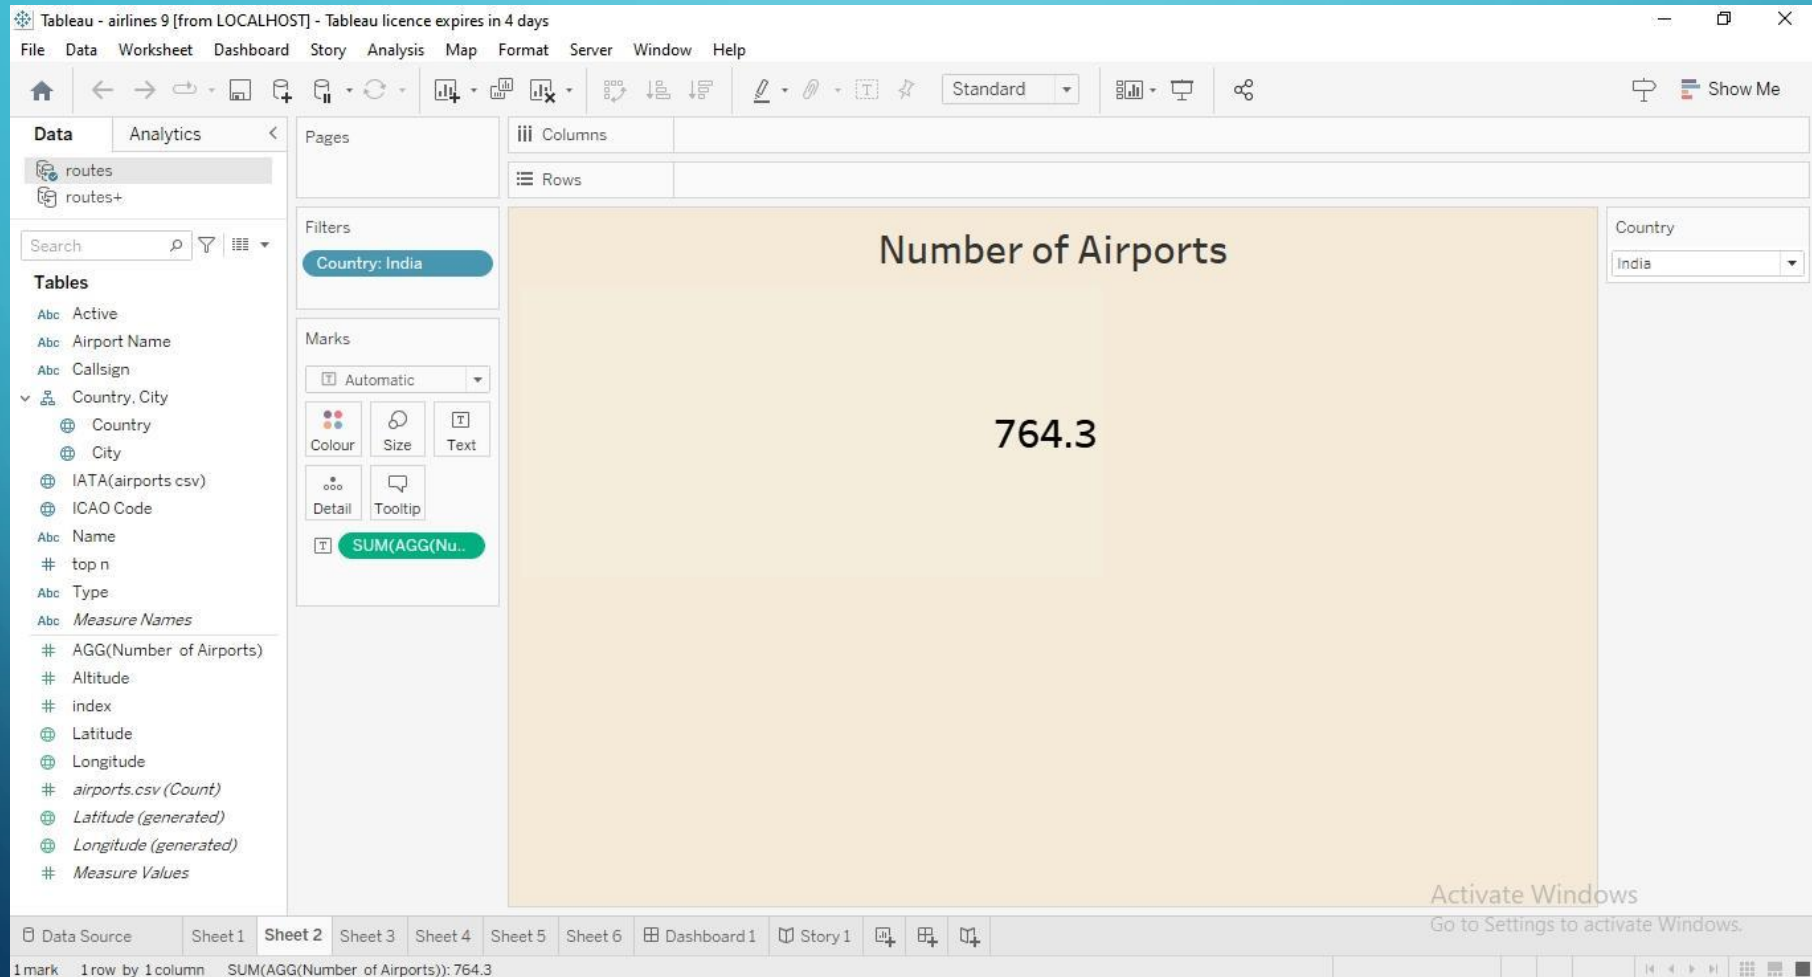 Tableau - airlines 9 [from LOCALHOST] - Tableau licence expires in 4 days
File Data Worksheet Dashboard Story Analysis Map Format Server Window Help
Standard
Show Me
Data Analytics
routes
routes+
Search
Tables
Abc Active
Abc Airport Name
Abc Callsign
Country, City
Country
City
IATA(airports csv)
ICAO Code
Abc Name
# top n
Abc Type
Abc Measure Names
# AGG(Number of Airports)
# Altitude
# index
Latitude
Longitude
# airports.csv (Count)
Latitude (generated)
Longitude (generated)
# Measure Values
Pages
Filters
Country: India
Marks
T Automatic
Colour Size Text
Detail Tooltip
T SUM(AGG(Nu..
iii Columns
Rows
Number of Airports
764.3
Country
India
Activate Windows
Go to Settings to activate Windows.
Data Source Sheet 1 Sheet 2 Sheet 3 Sheet 4 Sheet 5 Sheet 6 Dashboard 1 Story 1
1 mark 1 row by 1 column SUM(AGG(Number of Airports)): 764.3